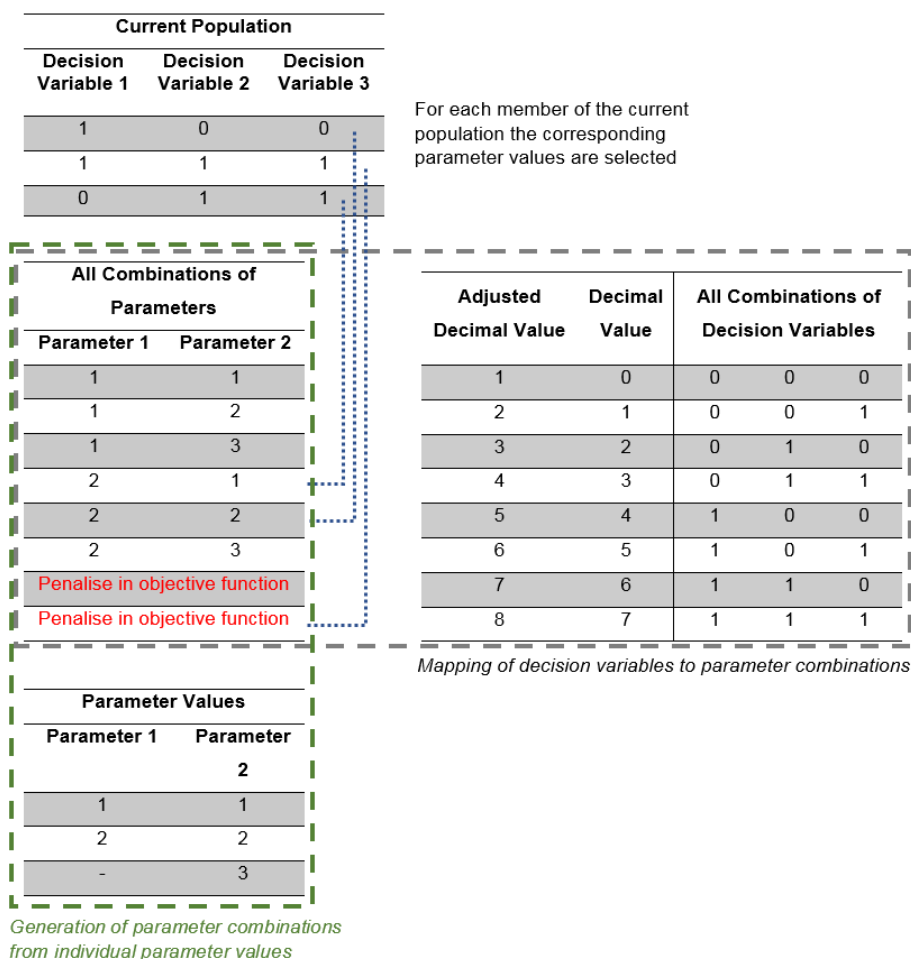 Current Population
Decision Variable 1 Decision Variable 2 Decision Variable 3
1 0 0
1 1 1
0 1 1
For each member of the current
population the corresponding
parameter values are selected
All Combinations of
Parameters
Parameter 1 Parameter 2
1 1
1 2
1 3
2 1
2 2
2 3
Penalise in objective function
Penalise in objective function
Adjusted Decimal Value Decimal Value All Combinations of Decision Variables
1 0 0 0 0
2 1 0 0 1
3 2 0 1 0
4 3 0 1 1
5 4 1 0 0
6 5 1 0 1
7 6 1 1 0
8 7 1 1 1
Mapping of decision variables to parameter combinations
Parameter Values
Parameter 1 Parameter 2
1 1
2 2
- 3
Generation of parameter combinations
from individual parameter values